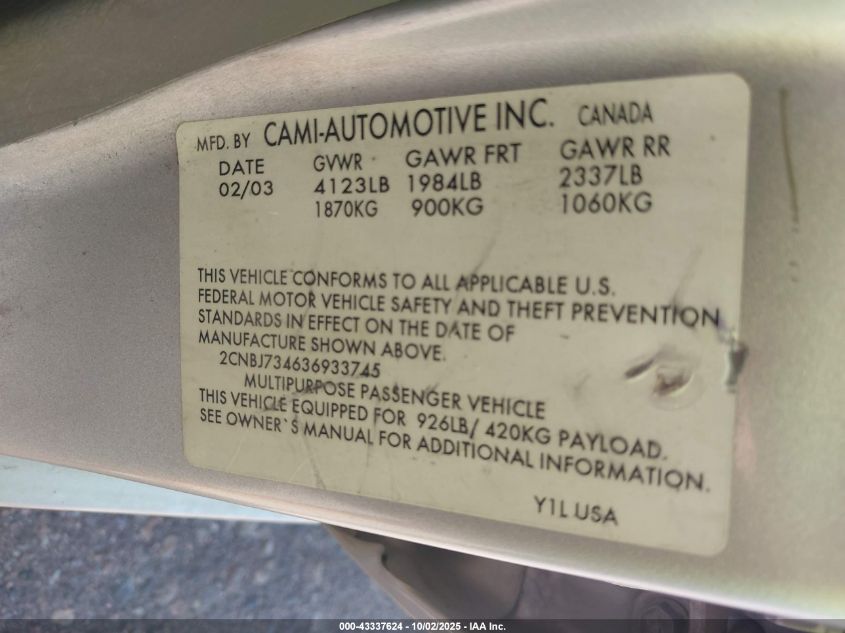 MFD. BY CAMI-AUTOMOTIVE INC. CANADA
DATE GVWR GAWR FRT GAWR RR
02/03 4123LB 1984LB 2337LB
1870KG 900KG 1060KG
THIS VEHICLE CONFORMS TO ALL APPLICABLE U.S.
FEDERAL MOTOR VEHICLE SAFETY AND THEFT PREVENTION
STANDARDS IN EFFECT ON THE DATE OF
MANUFACTURE SHOWN ABOVE.
2CNBJ734636933745
MULTIPURPOSE PASSENGER VEHICLE
THIS VEHICLE EQUIPPED FOR 926LB/ 420KG PAYLOAD.
SEE OWNER`S MANUAL FOR ADDITIONAL INFORMATION.
Y1L USA
000-43337624 - 10/02/2025 - IAA Inc.